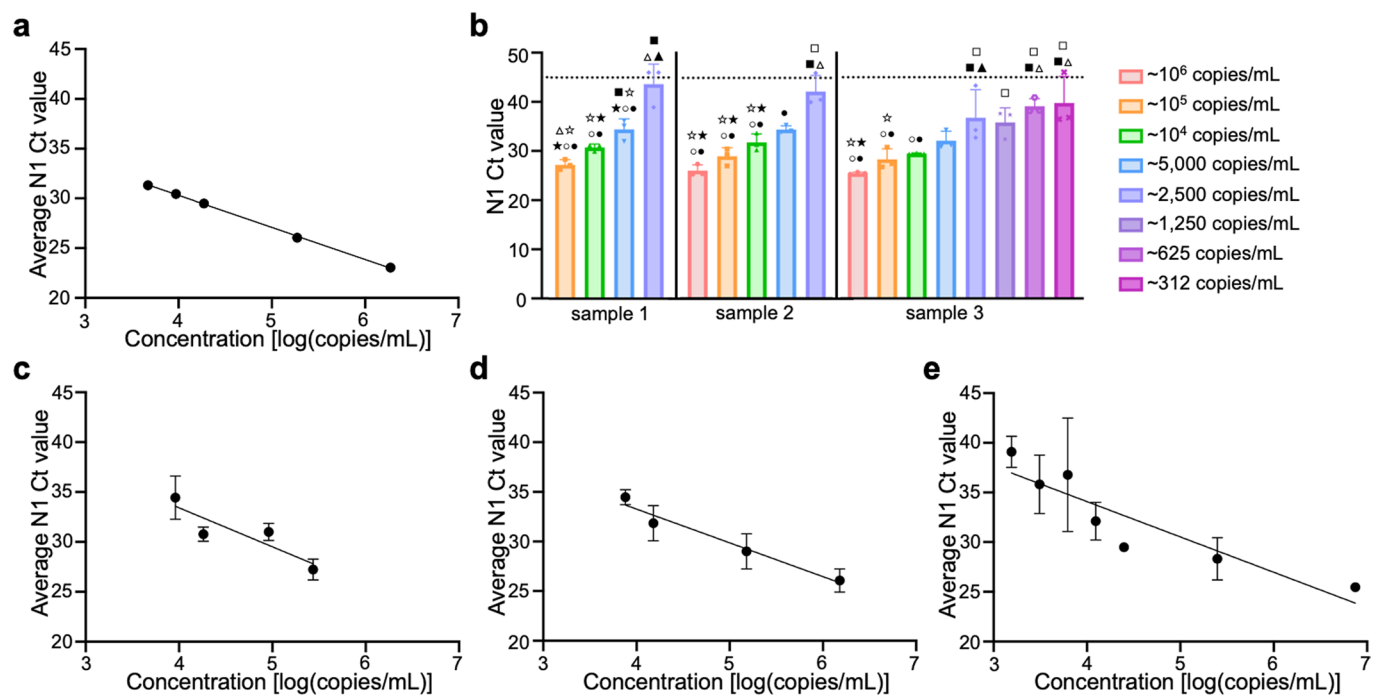 a
45
40
35
30
25
20
3 4 5 6 7
Average N1 Ct value
Concentration [log(copies/mL)]
b
50
40
30
20
10
0
N1 Ct value
sample 1 sample 2 sample 3
~10⁶ copies/mL
~10⁵ copies/mL
~10⁴ copies/mL
~5,000 copies/mL
~2,500 copies/mL
~1,250 copies/mL
~625 copies/mL
~312 copies/mL
c
45
40
35
30
25
20
3 4 5 6 7
Average N1 Ct value
Concentration [log(copies/mL)]
d
45
40
35
30
25
20
3 4 5 6 7
Average N1 Ct value
Concentration [log(copies/mL)]
e
45
40
35
30
25
20
3 4 5 6 7
Average N1 Ct value
Concentration [log(copies/mL)]